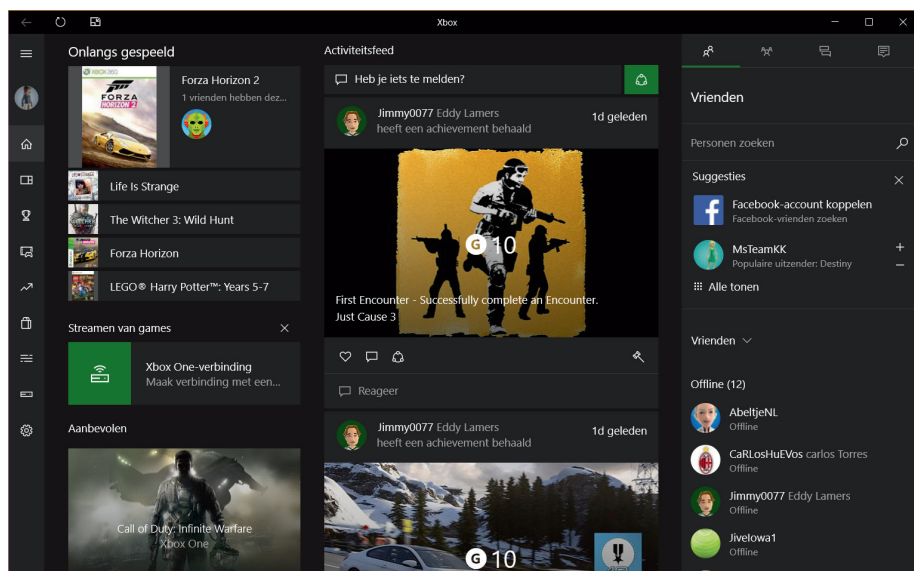 Xbox
Onlangs gespeeld
XBOX 360
FORZA
HORIZON 2
Forza Horizon 2
1 vrienden hebben dez...
Life Is Strange
The Witcher 3: Wild Hunt
Forza Horizon
LEGO® Harry Potter™: Years 5-7
Streamen van games
Xbox One-verbinding
Maak verbinding met een...
Aanbevolen
Call of Duty: Infinite Warfare
Xbox One
Activiteitsfeed
Heb je iets te melden?
Jimmy0077 Eddy Lamers
1d geleden
heeft een achievement behaald
G 10
First Encounter - Successfully complete an Encounter.
Just Cause 3
Reageer
Jimmy0077 Eddy Lamers
1d geleden
heeft een achievement behaald
G 10
Vrienden
Personen zoeken
Suggesties
Facebook-account koppelen
Facebook-vrienden zoeken
MsTeamKK
Populaire uitzender: Destiny
Alle tonen
Vrienden
Offline (12)
AbeltjeNL
Offline
CaRLosHuEVos carlos Torres
Offline
Jimmy0077 Eddy Lamers
Offline
JiveIowa1
Offline